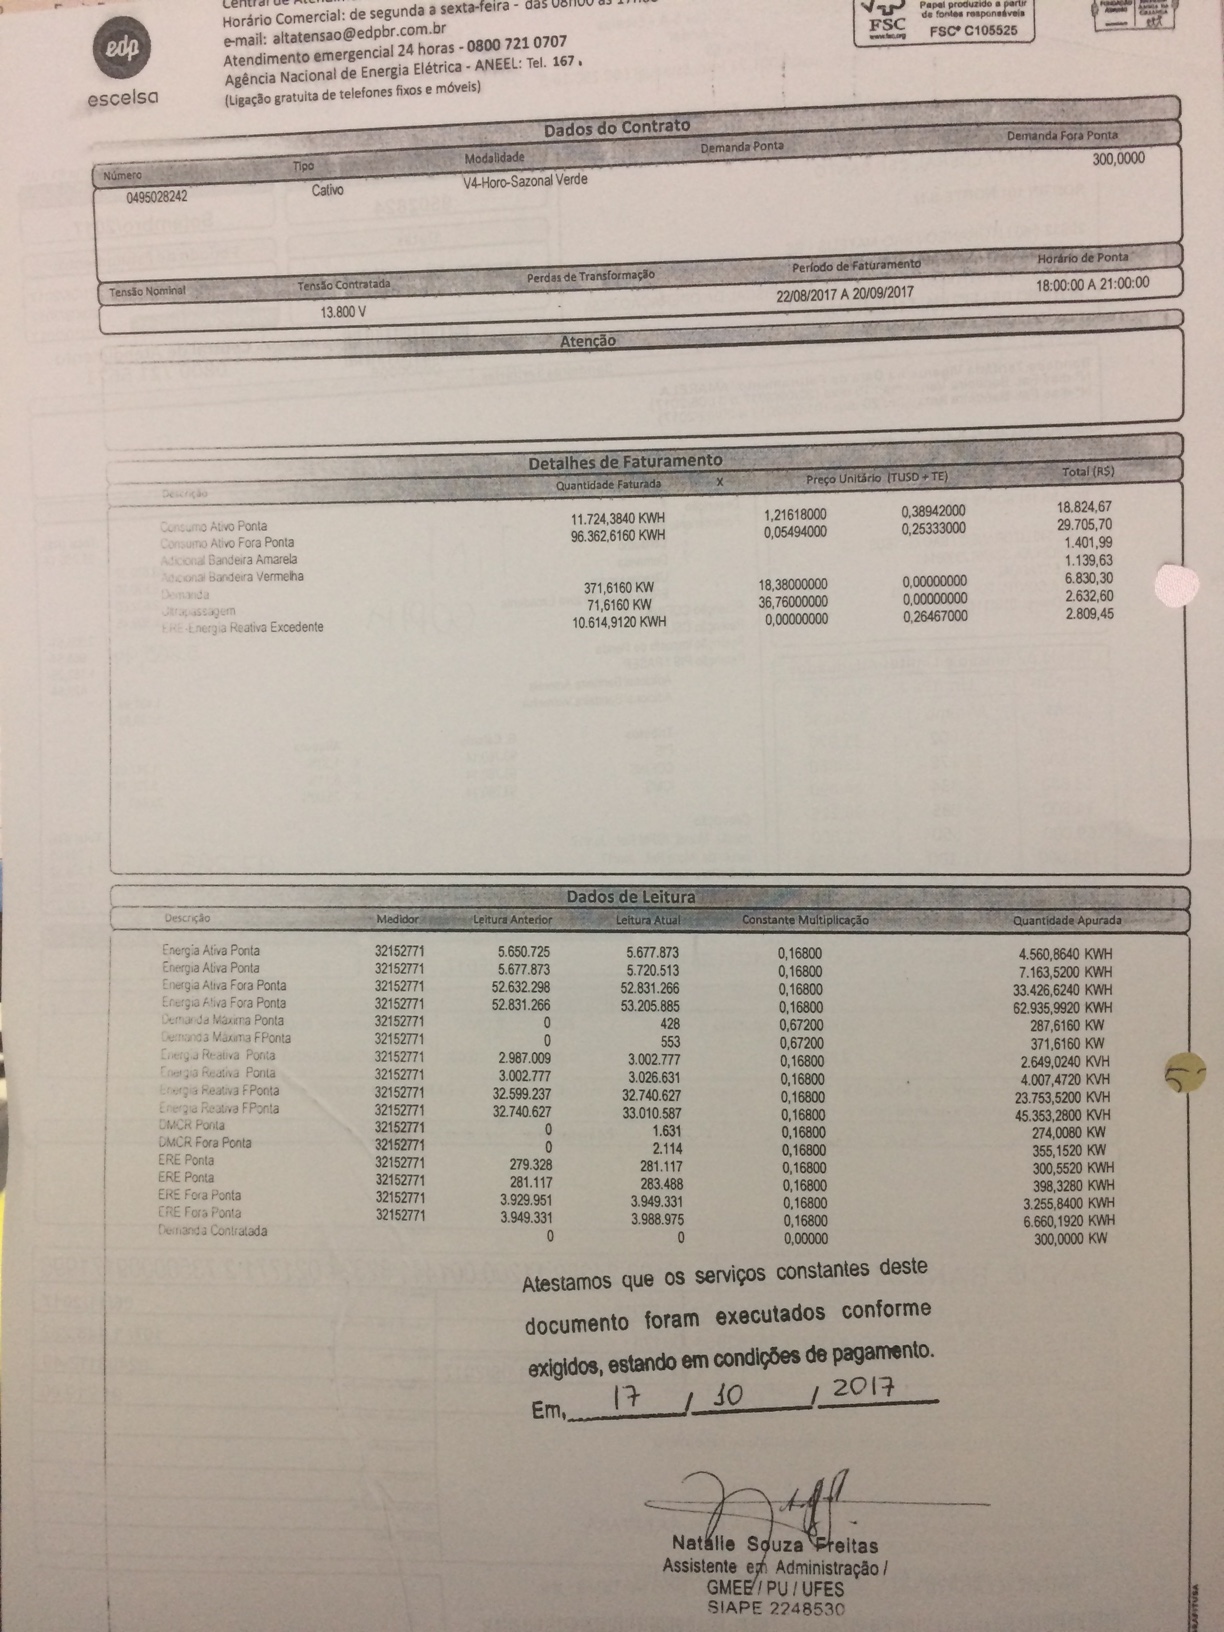 edp
escelsa
Horário Comercial: de segunda a sexta-feira - das 08h00 às
e-mail: altatensao@edpbr.com.br
Atendimento emergencial 24 horas - 0800 721 0707
Agência Nacional de Energia Elétrica - ANEEL: Tel. 167.
(Ligação gratuita de telefones fixos e móveis)
FSC
www.fsc.org
Papel produzido a partir
de fontes responsáveis
FSC® C105525
Dados do Contrato
Número Tipo Modalidade Demanda Ponta Demanda Fora Ponta
0495028242 Cativo V4-Horo-Sazonal Verde 300,0000
Tensão Nominal Tensão Contratada Perdas de Transformação Período de Faturamento Horário de Ponta
13.800 V 22/08/2017 A 20/09/2017 18:00:00 A 21:00:00
Atenção
Detalhes de Faturamento
Descrição Quantidade Faturada X Preço Unitário (TUSD + TE) Total (R$)
Consumo Ativo Ponta 11.724,3840 KWH 1,21618000 0,38942000 18.824,67
Consumo Ativo Fora Ponta 96.362,6160 KWH 0,05494000 0,25333000 29.705,70
Adicional Bandeira Amarela 1.401,99
Adicional Bandeira Vermelha 1.139,63
Demanda 371,6160 KW 18,38000000 0,00000000 6.830,30
Ultrapassagem 71,6160 KW 36,76000000 0,00000000 2.632,60
ERE-Energia Reativa Excedente 10.614,9120 KWH 0,00000000 0,26467000 2.809,45
Dados de Leitura
Descrição Medidor Leitura Anterior Leitura Atual Constante Multiplicação Quantidade Apurada
Energia Ativa Ponta 32152771 5.650.725 5.677.873 0,16800 4.560,8640 KWH
Energia Ativa Ponta 32152771 5.677.873 5.720.513 0,16800 7.163,5200 KWH
Energia Ativa Fora Ponta 32152771 52.632.298 52.831.266 0,16800 33.426,6240 KWH
Energia Ativa Fora Ponta 32152771 52.831.266 53.205.885 0,16800 62.935,9920 KWH
Demanda Máxima Ponta 32152771 0 428 0,67200 287,6160 KW
Demanda Máxima FPonta 32152771 0 553 0,67200 371,6160 KW
Energia Reativa Ponta 32152771 2.987.009 3.002.777 0,16800 2.649,0240 KVH
Energia Reativa Ponta 32152771 3.002.777 3.026.631 0,16800 4.007,4720 KVH
Energia Reativa FPonta 32152771 32.599.237 32.740.627 0,16800 23.753,5200 KVH
Energia Reativa FPonta 32152771 32.740.627 33.010.587 0,16800 45.353,2800 KVH
DMCR Ponta 32152771 0 1.631 0,16800 274,0080 KW
DMCR Fora Ponta 32152771 0 2.114 0,16800 355,1520 KW
ERE Ponta 32152771 279.328 281.117 0,16800 300,5520 KWH
ERE Ponta 32152771 281.117 283.488 0,16800 398,3280 KWH
ERE Fora Ponta 32152771 3.929.951 3.949.331 0,16800 3.255,8400 KWH
ERE Fora Ponta 32152771 3.949.331 3.988.975 0,16800 6.660,1920 KWH
Demanda Contratada 0 0 0,00000 300,0000 KW
Atestamos que os serviços constantes deste
documento foram executados conforme
exigidos, estando em condições de pagamento.
Em, 17 / 10 / 2017
Natalie Souza Freitas
Assistente em Administração /
GMEE / PU / UFES
SIAPE 2248530